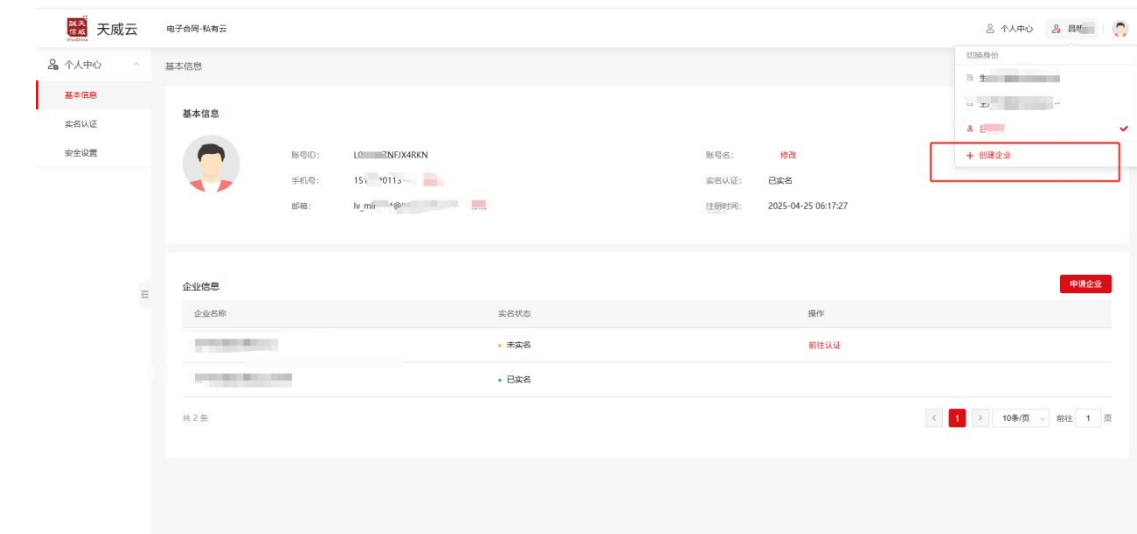 天威云
电子合同-私有云
个人中心
个人中心
基本信息
切换身份
基本信息
实名认证
安全设置
创建企业
基本信息
账号ID:
账号名: 修改
手机号:
实名认证: 已实名
邮箱:
注册时间: 2025-04-25 06:17:27
企业信息
申请企业
企业名称 实名状态 操作
未实名 前往认证
已实名
共 2 条
1 10条/页 前往 1 页